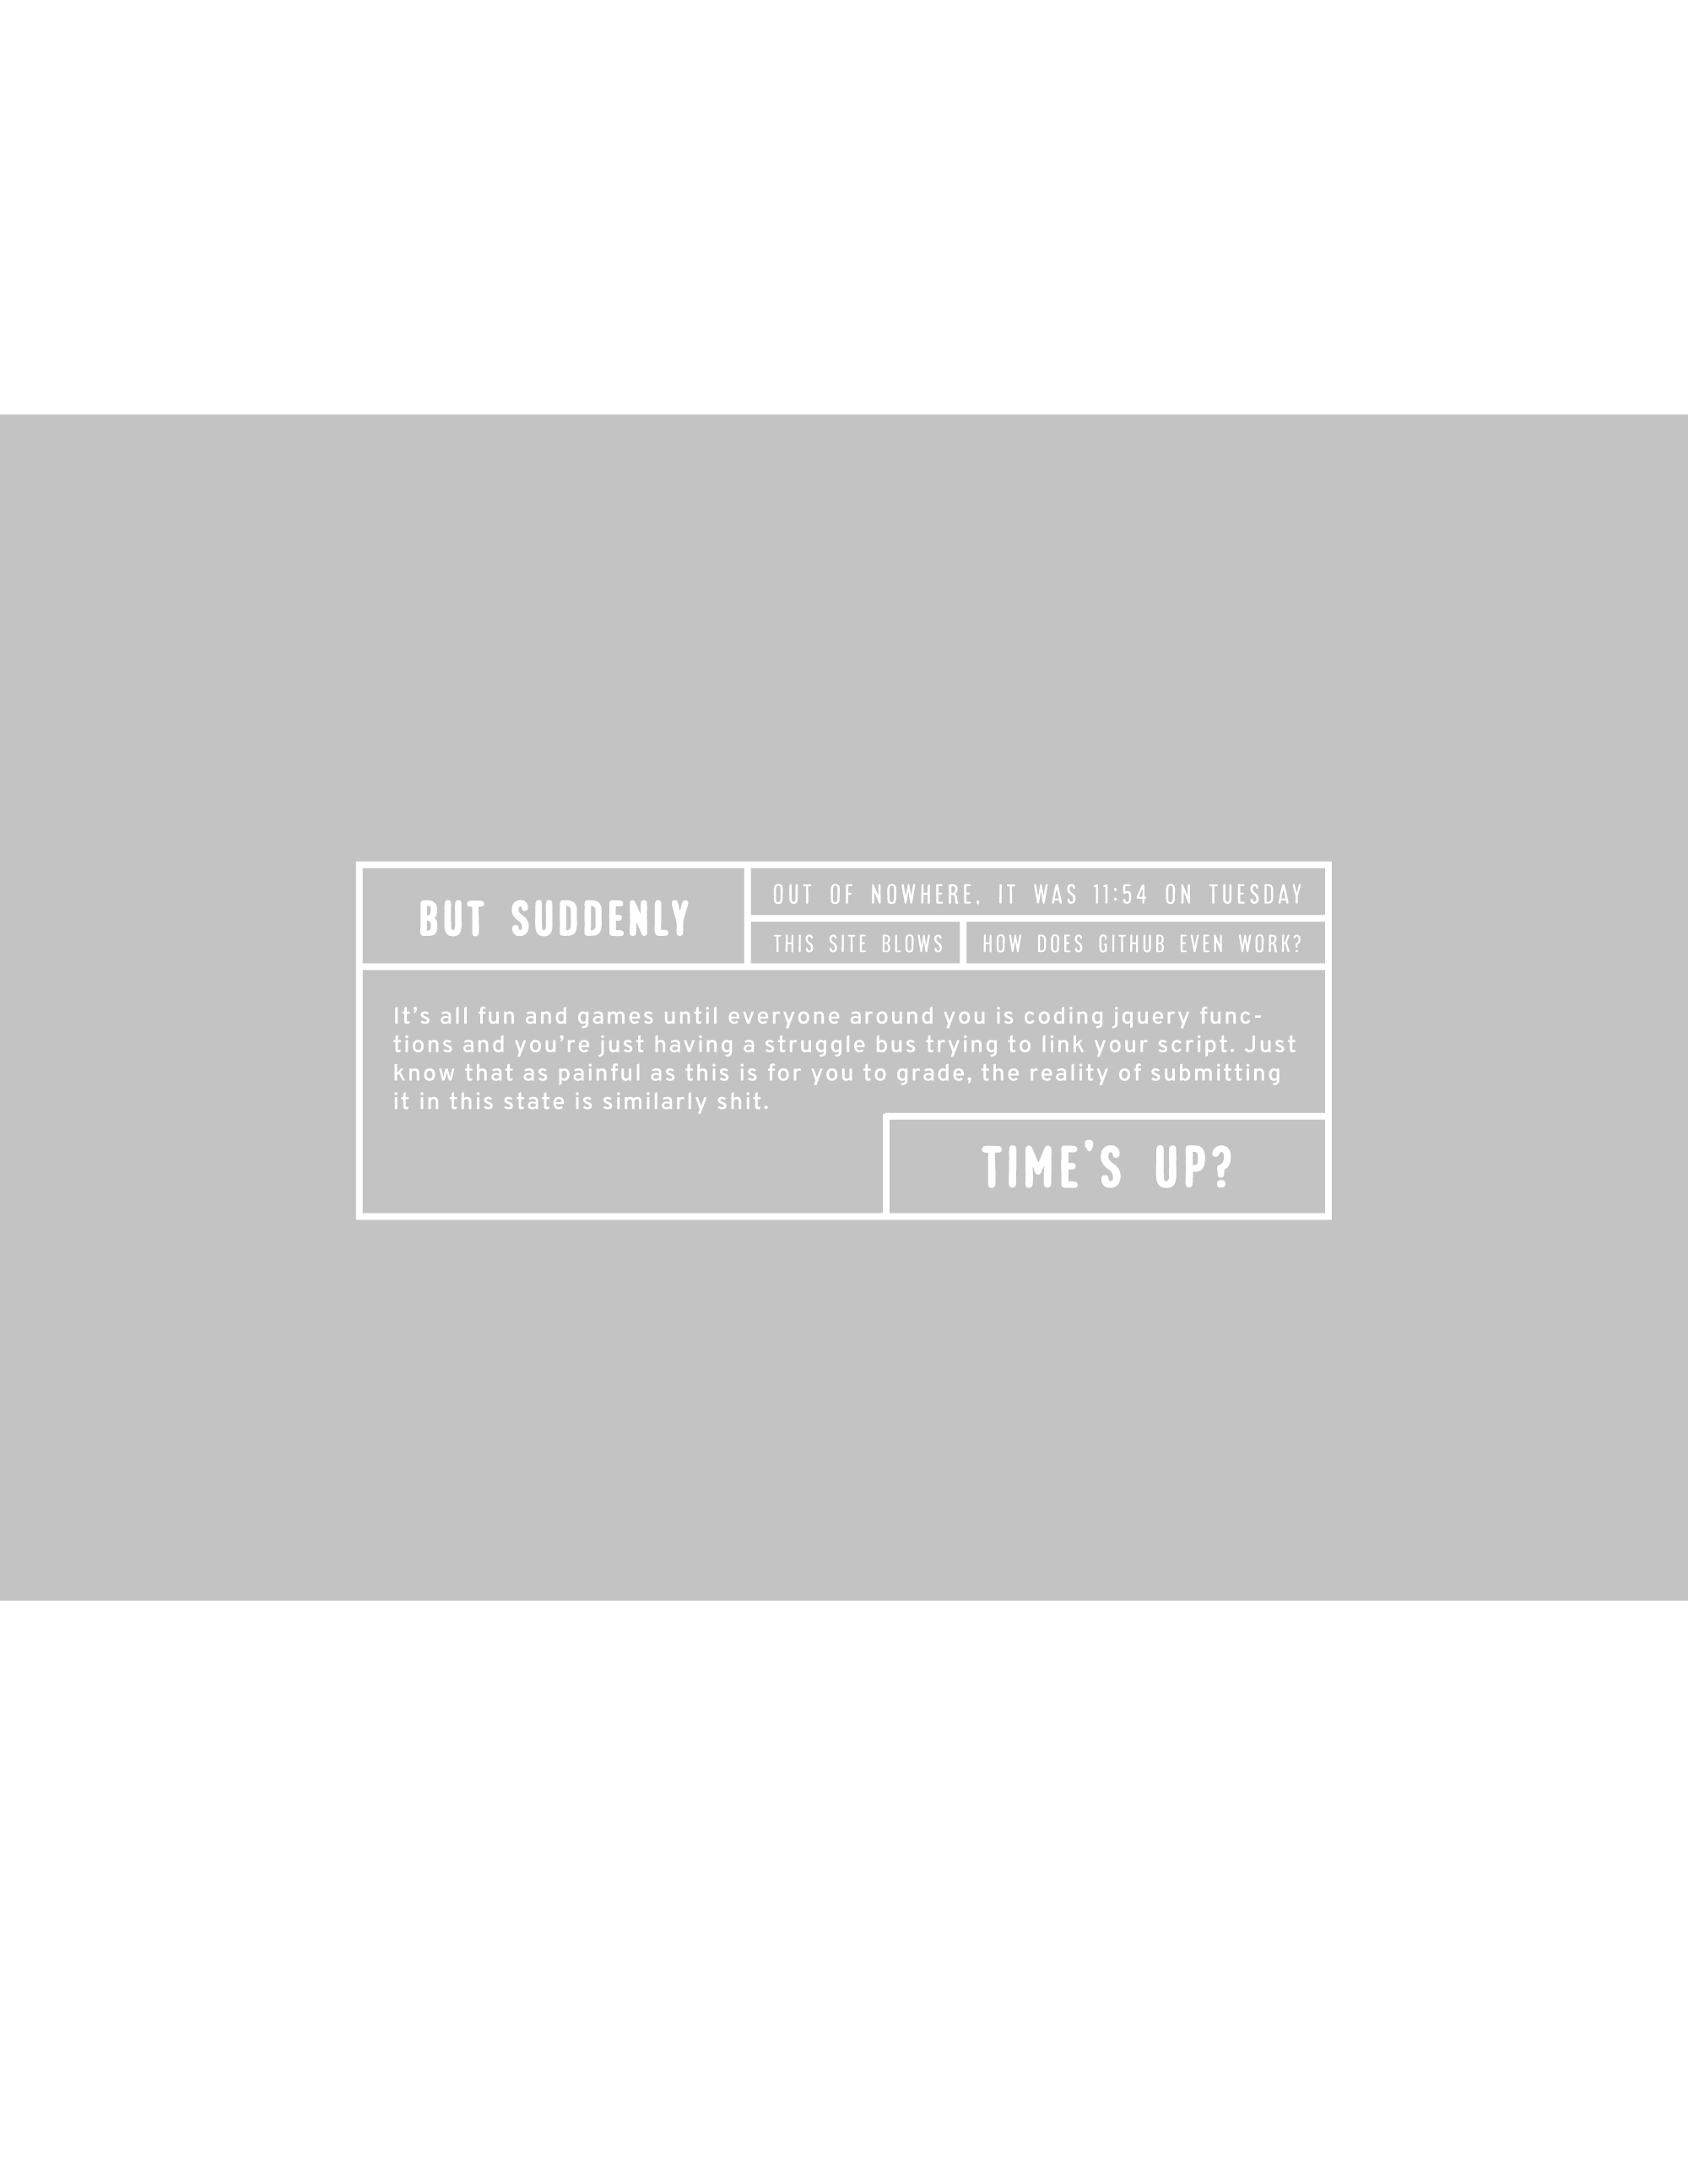 BUT SUDDENLY
OUT OF NOWHERE, IT WAS 11:54 ON TUESDAY
THIS SITE BLOWS
HOW DOES GITHUB EVEN WORK?
It’s all fun and games until everyone around you is coding jquery func-
tions and you’re just having a struggle bus trying to link your script. Just
know that as painful as this is for you to grade, the reality of submitting
it in this state is similarly shit.
TIME'S UP?